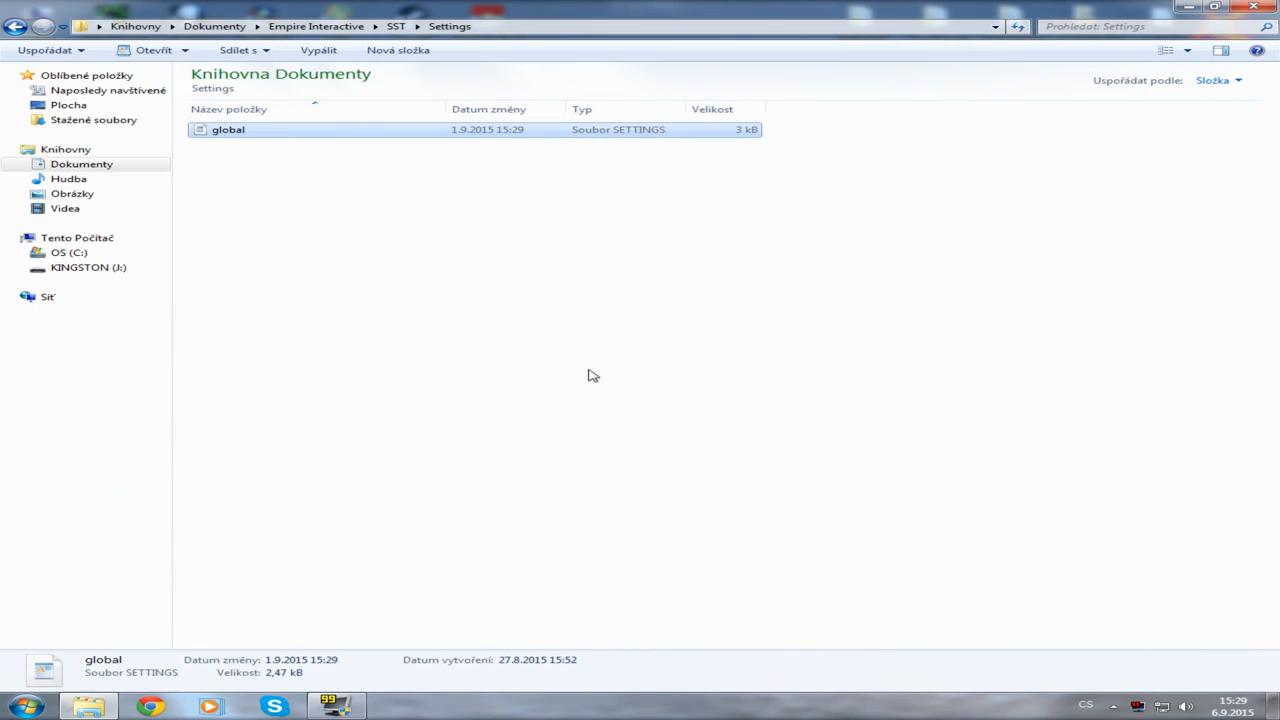 Knihovny Dokumenty Empire Interactive SST Settings
Prohledat: Settings
Uspořádat Otevřít Sdílet s Vypálit Nová složka
Oblíbené položky
Naposledy navštívené
Plocha
Stažené soubory
Knihovny
Dokumenty
Hudba
Obrázky
Videa
Tento Počítač
OS (C:)
KINGSTON (J:)
Síť
Knihovna Dokumenty
Settings
Uspořádat podle: Složka
Název položky Datum změny Typ Velikost
global 1.9.2015 15:29 Soubor SETTINGS 3 kB
global Datum změny: 1.9.2015 15:29 Datum vytvoření: 27.8.2015 15:52
Soubor SETTINGS Velikost: 2,47 kB
99
CS
15:29
6.9.2015